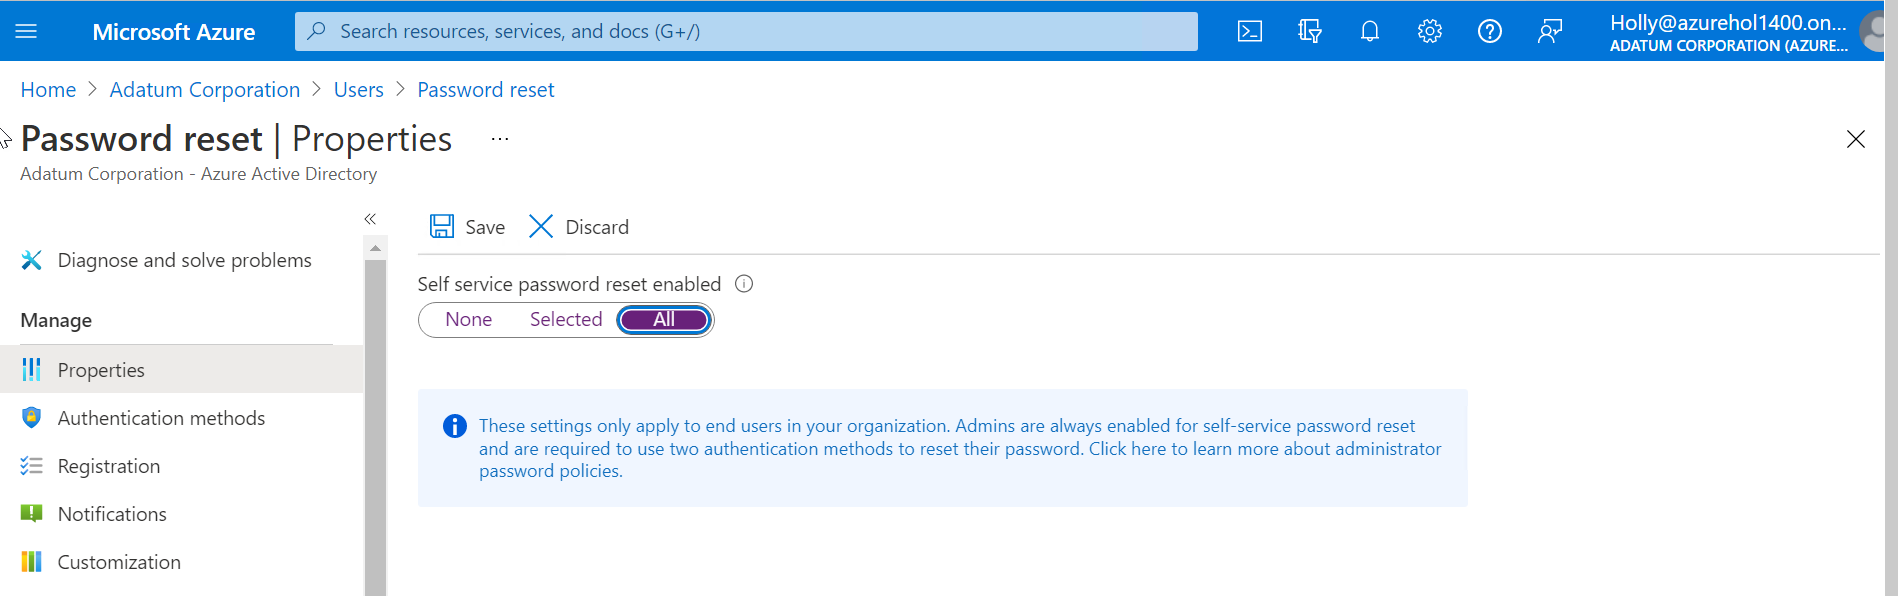 Microsoft Azure
Search resources, services, and docs (G+/)
Holly@azurehol1400.on...
ADATUM CORPORATION (AZURE...
Home > Adatum Corporation > Users > Password reset
Password reset | Properties ...
Adatum Corporation - Azure Active Directory
«
Save Discard
Diagnose and solve problems
Self service password reset enabled
None Selected All
Manage
Properties
Authentication methods
Registration
Notifications
Customization
These settings only apply to end users in your organization. Admins are always enabled for self-service password reset
and are required to use two authentication methods to reset their password. Click here to learn more about administrator
password policies.